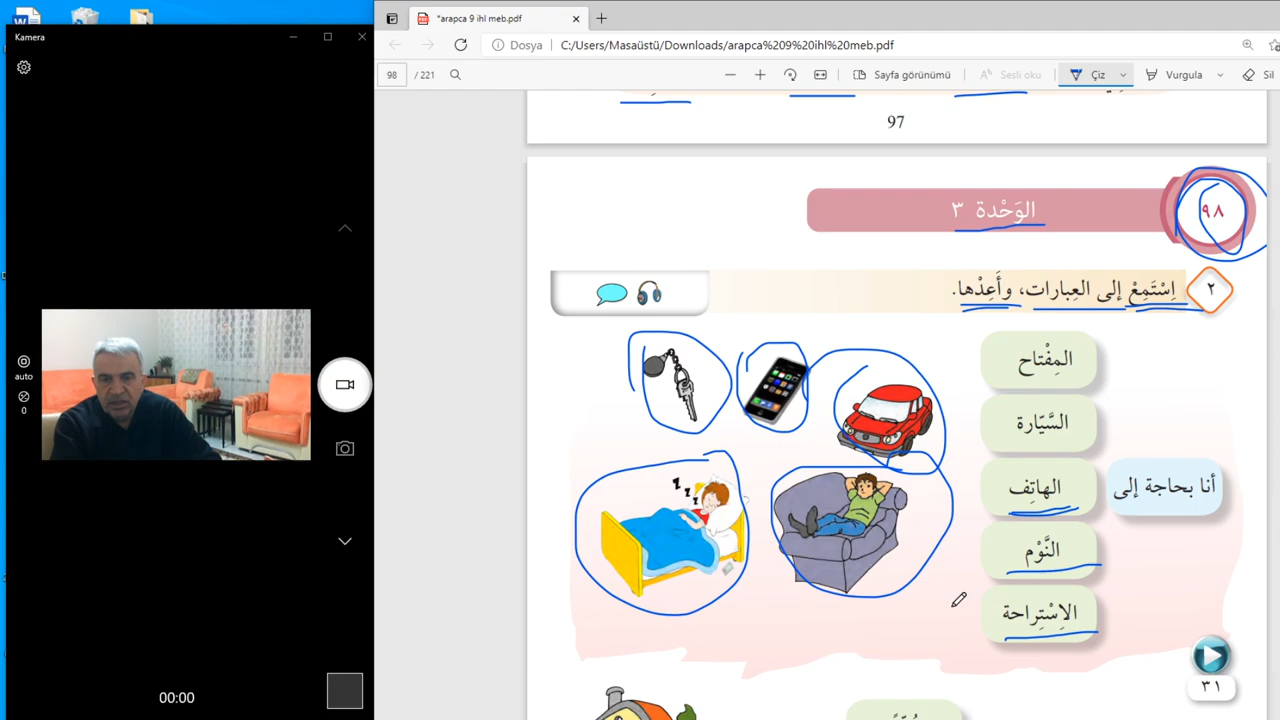 Kamera
auto
0
00:00
*arapca 9 ihl meb.pdf
Dosya
C:/Users/Masaüstü/Downloads/arapca%209%20ihl%20meb.pdf
98 / 221
Sayfa görünümü
Sesli oku
Çiz
Vurgula
Sil
97
الوَحْدة ٣
٩٨
٢ اِسْتَمِعْ إلى العِبارات، وأَعِدْها.
المِفْتاح
السَّيّارة
أنا بحاجة إلى
الهاتِف
النَّوْم
الاِسْتِراحة
٣١
z z z